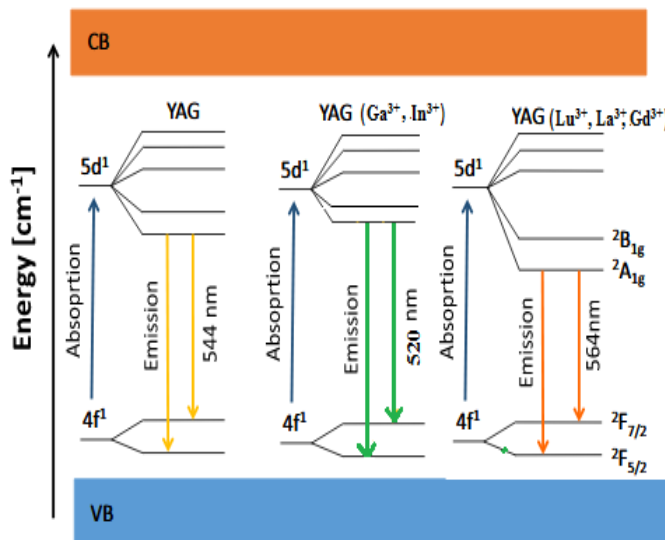 CB
Energy [cm⁻¹]
YAG
5d¹
Absoprtion
Emission
544 nm
4f¹
YAG (Ga³⁺, In³⁺)
5d¹
Absoprtion
Emission
520 nm
4f¹
YAG (Lu³⁺, La³⁺, Gd³⁺)
5d¹
²B₁g
²A₁g
Absoprtion
Emission
564nm
4f¹
²F₇/₂
²F₅/₂
VB